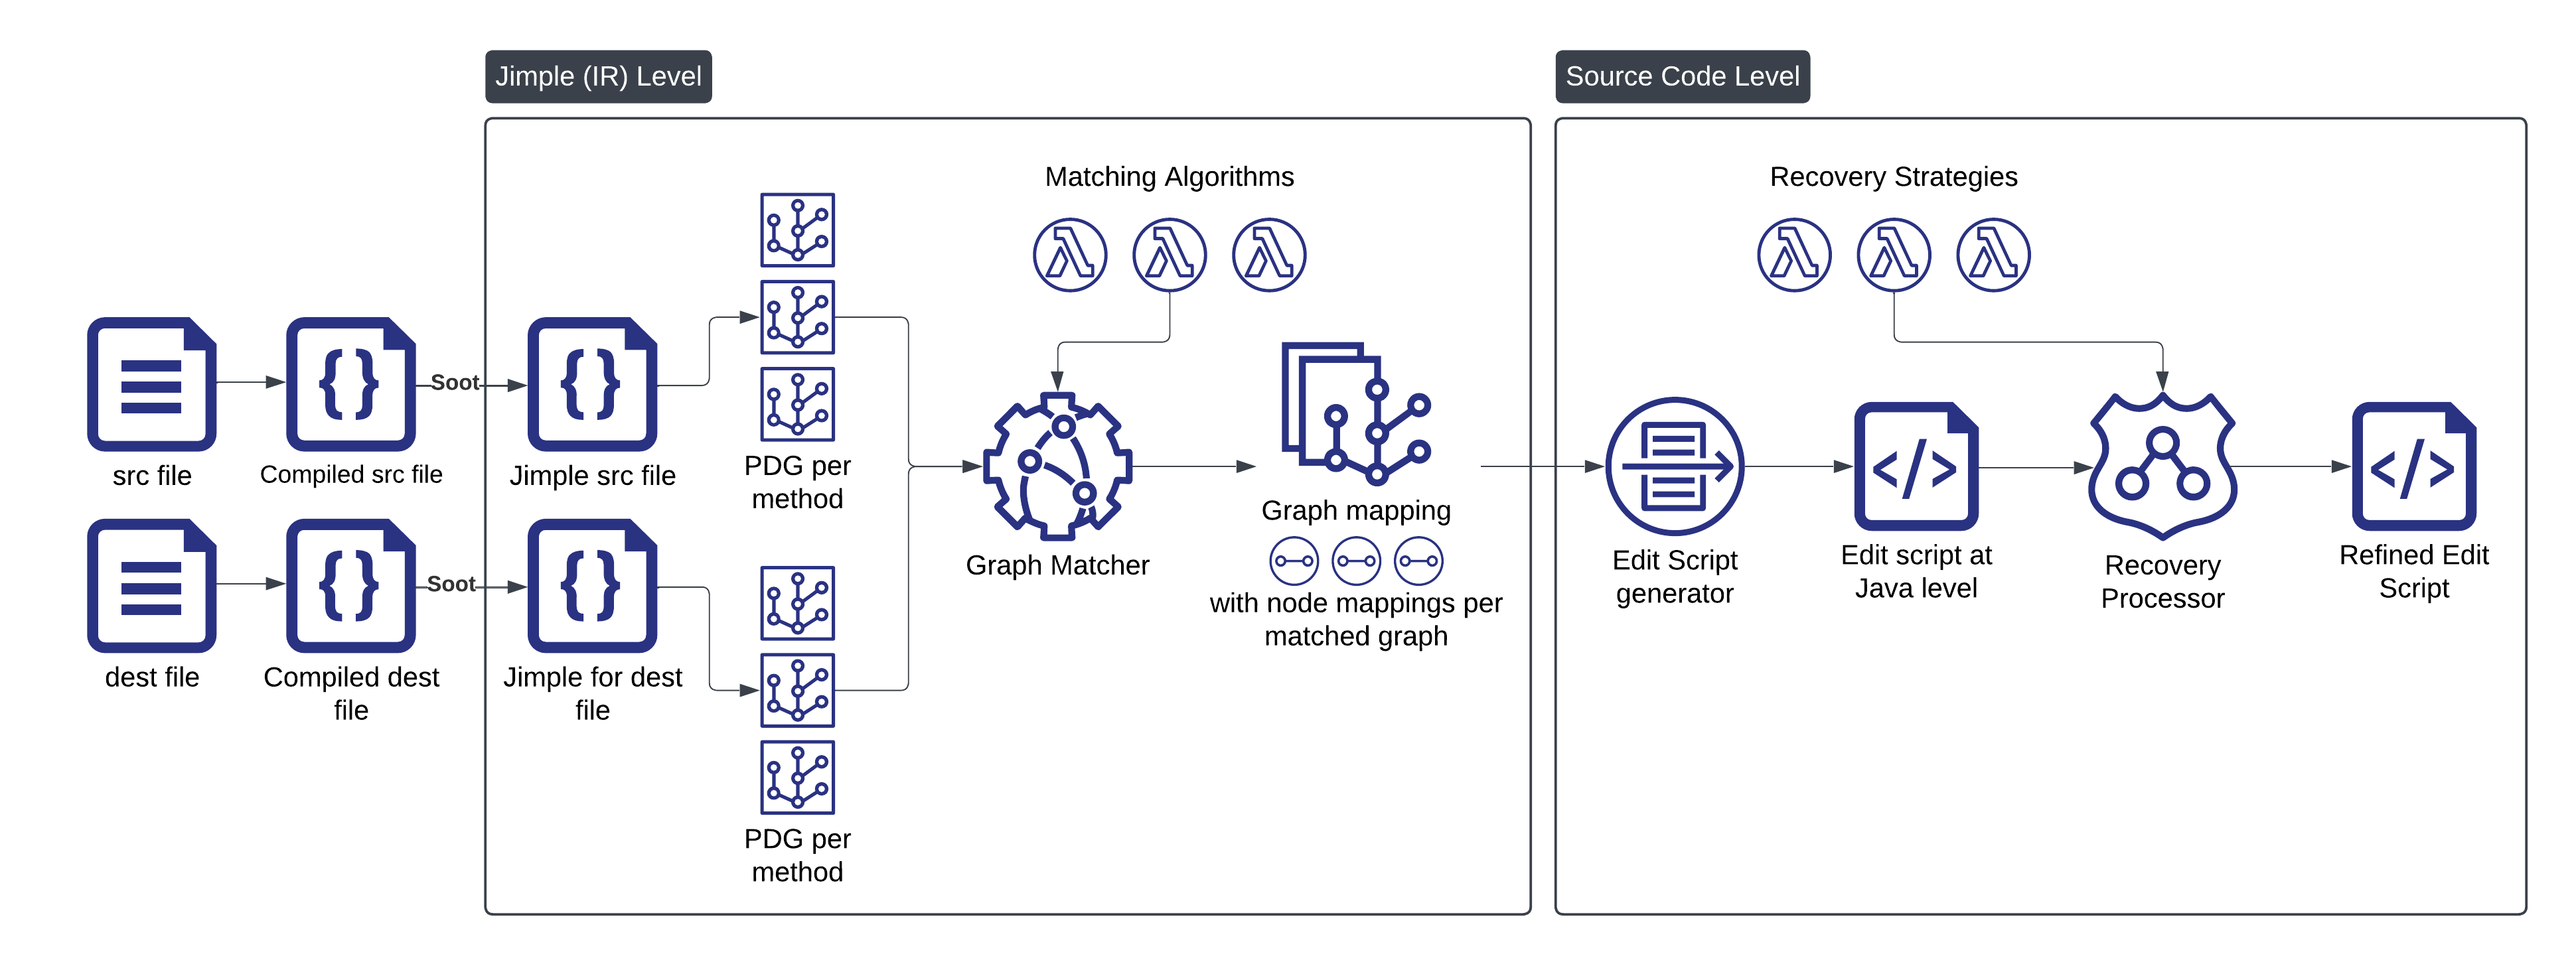 Jimple (IR) Level
Source Code Level
Matching Algorithms
Recovery Strategies
Soot
src file
Compiled src file
Jimple src file
PDG per
method
Graph Matcher
Graph mapping
with node mappings per
matched graph
Edit Script
generator
Edit script at
Java level
Recovery
Processor
Refined Edit
Script
Soot
dest file
Compiled dest
file
Jimple for dest
file
PDG per
method